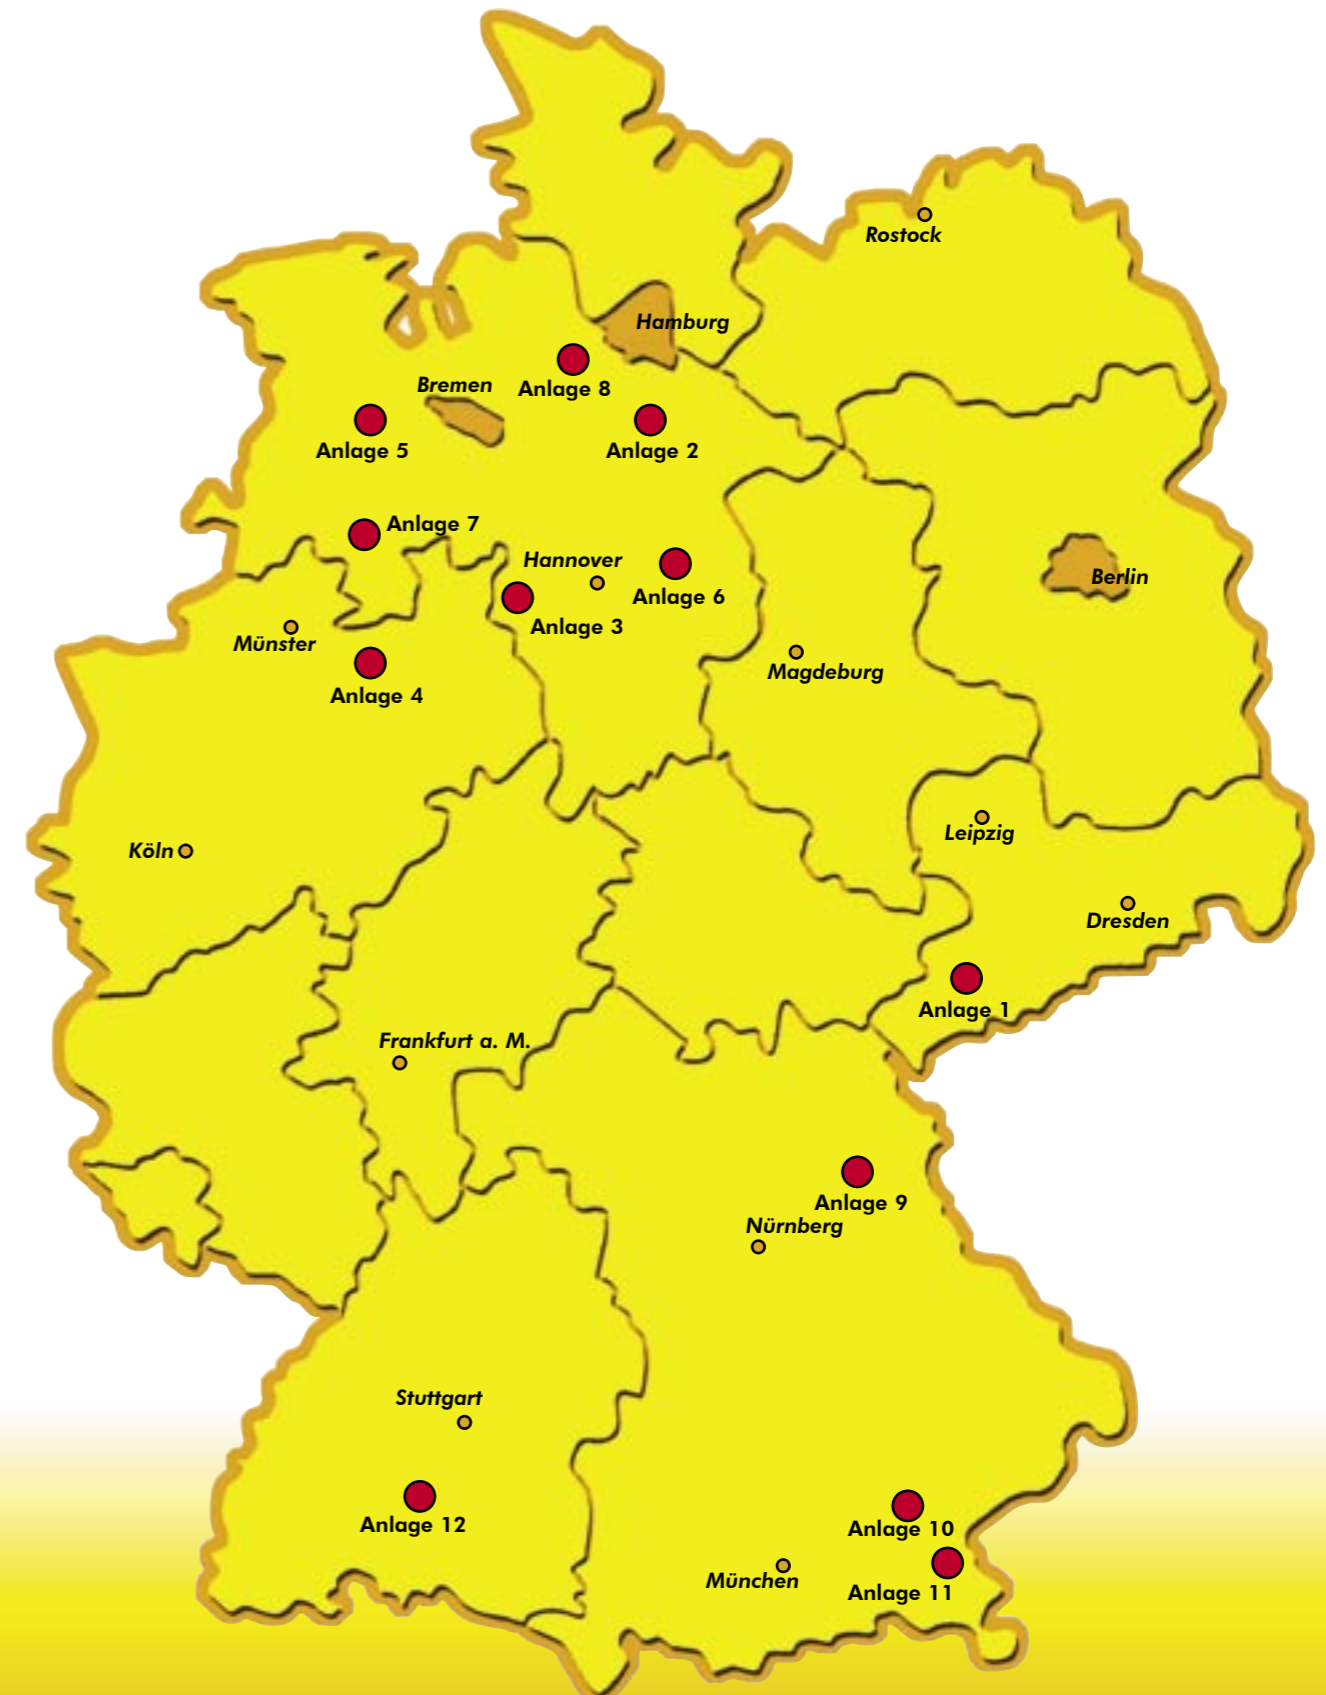 Rostock
Hamburg
Bremen
Anlage 8
Anlage 5
Anlage 2
Anlage 7
Hannover
Berlin
Anlage 6
Anlage 3
Münster
Magdeburg
Anlage 4
Leipzig
Köln
Dresden
Anlage 1
Frankfurt a. M.
Anlage 9
Nürnberg
Stuttgart
Anlage 12
Anlage 10
München
Anlage 11